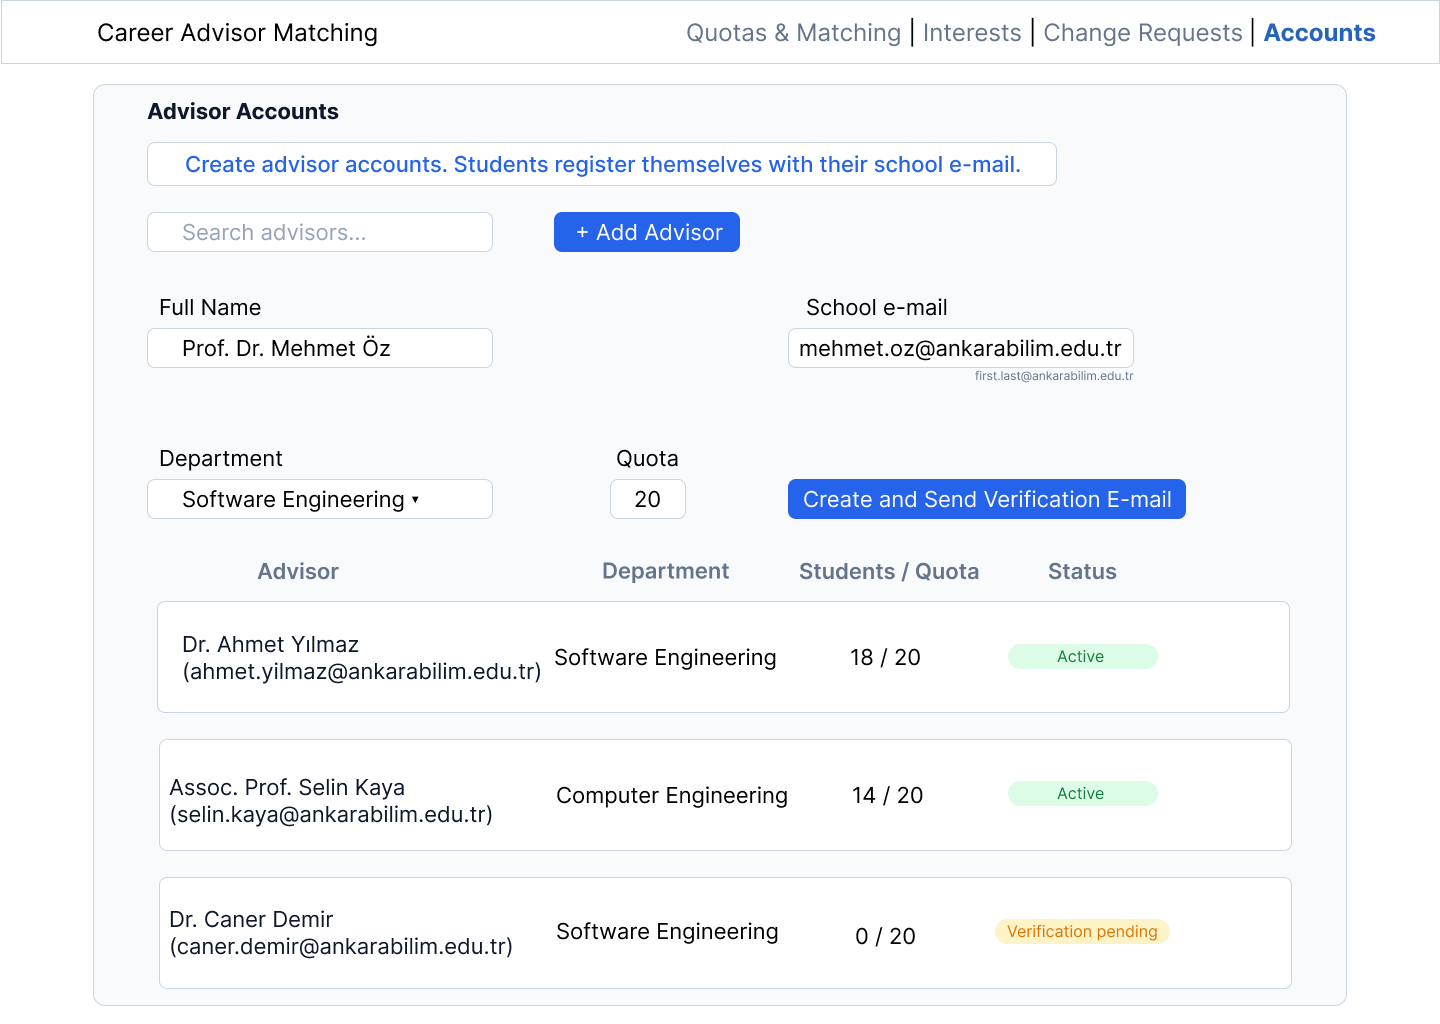 Career Advisor Matching
Quotas & Matching | Interests | Change Requests | Accounts
Advisor Accounts
Create advisor accounts. Students register themselves with their school e-mail.
Search advisors...
+ Add Advisor
Full Name
School e-mail
Prof. Dr. Mehmet Öz
mehmet.oz@ankarabilim.edu.tr
first.last@ankarabilim.edu.tr
Department
Quota
Software Engineering ▾
20
Create and Send Verification E-mail
Advisor
Department
Students / Quota
Status
Dr. Ahmet Yılmaz
(ahmet.yilmaz@ankarabilim.edu.tr)
Software Engineering
18 / 20
Active
Assoc. Prof. Selin Kaya
(selin.kaya@ankarabilim.edu.tr)
Computer Engineering
14 / 20
Active
Dr. Caner Demir
(caner.demir@ankarabilim.edu.tr)
Software Engineering
0 / 20
Verification pending